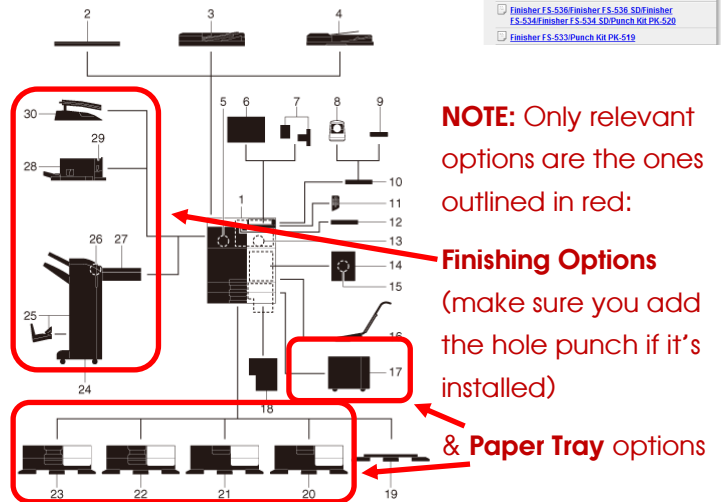 Finisher FS-536/Finisher FS-536 SD/Finisher
FS-534/Finisher FS-534 SD/Punch Kit PK-520
Finisher FS-533/Punch Kit PK-519
2
3
4
30
29
28
5
6
7
8
9
1
10
11
12
13
14
15
26
27
25
24
16
17
18
23
22
21
20
19
NOTE: Only relevant
options are the ones
outlined in red:
Finishing Options
(make sure you add
the hole punch if it's
installed)
& Paper Tray options